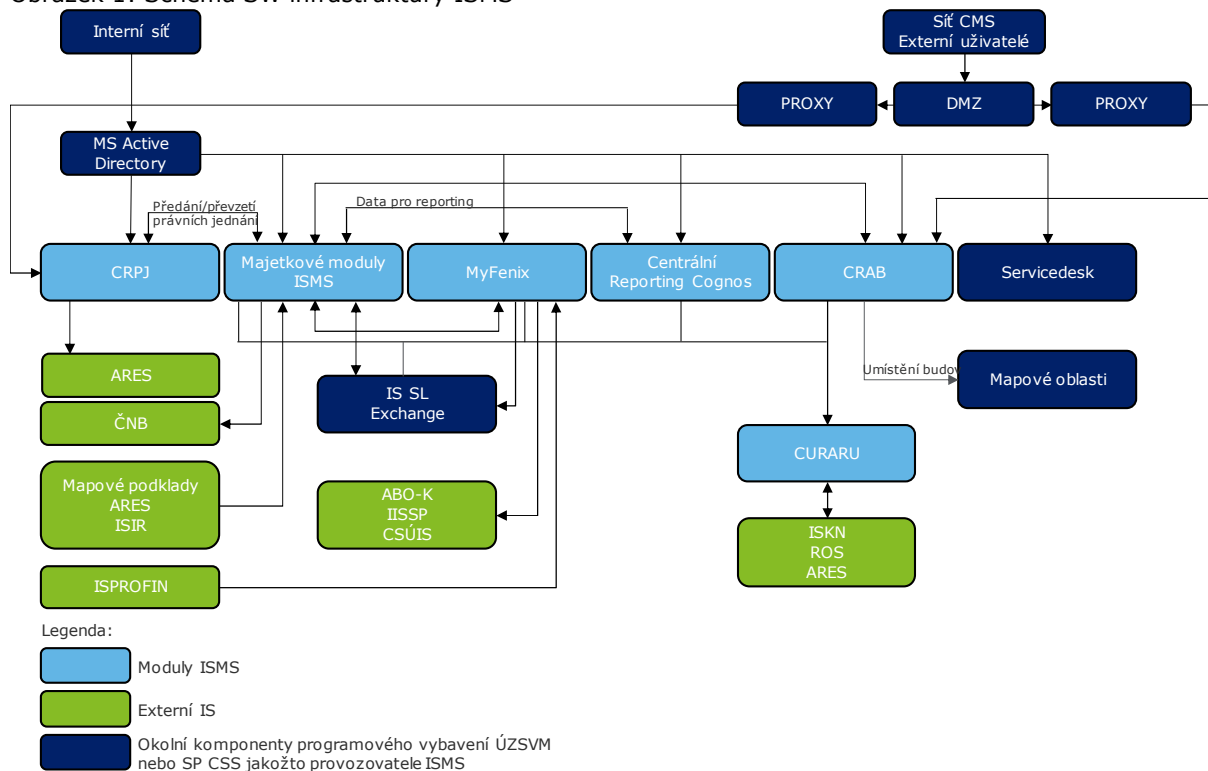 Obrázek 1: Schéma SW infrastruktury ISMS
Interní síť
Síť CMS
Externí uživatelé
PROXY
DMZ
PROXY
MS Active
Directory
Předání/převzetí
právních jednání
Data pro reporting
CRPJ
Majetkové moduly
ISMS
MyFenix
Centrální
Reporting Cognos
CRAB
Servicedesk
ARES
ČNB
IS SL
Exchange
Umístění budov
Mapové oblasti
CURARU
Mapové podklady
ARES
ISIR
ABO-K
IISSP
CSÚIS
ISKN
ROS
ARES
ISPROFIN
Legenda:
Moduly ISMS
Externí IS
Okolní komponenty programového vybavení ÚZSVM
nebo SP CSS jakožto provozovatele ISMS